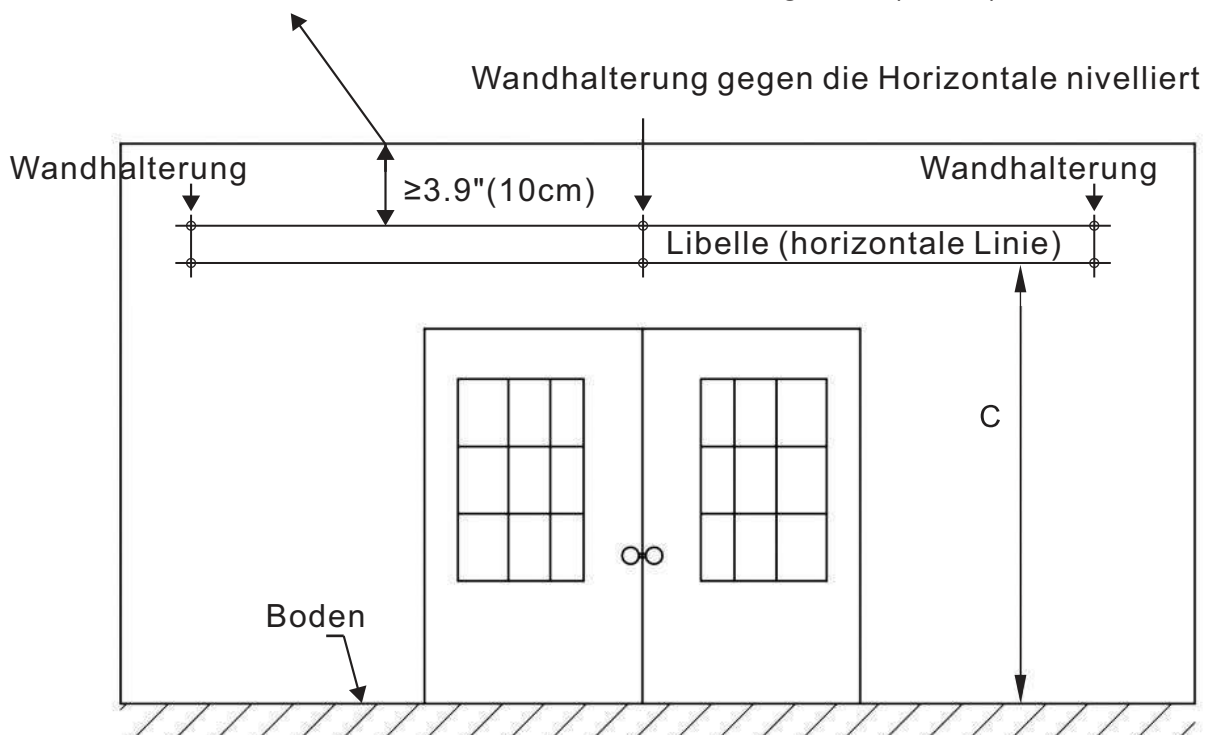 Wandhalterung gegen die Horizontale nivelliert
Wandhalterung
Wandhalterung
≥3.9"(10cm)
Libelle (horizontale Linie)
C
Boden